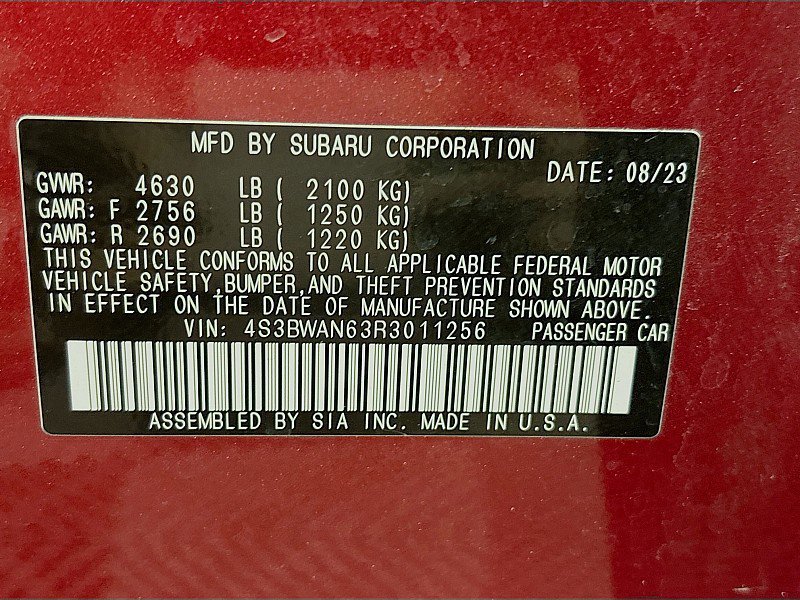 MFD BY SUBARU CORPORATION
DATE: 08/23
GVWR: 4630 LB ( 2100 KG)
GAWR: F 2756 LB ( 1250 KG)
GAWR: R 2690 LB ( 1220 KG)
THIS VEHICLE CONFORMS TO ALL APPLICABLE FEDERAL MOTOR
VEHICLE SAFETY,BUMPER,AND THEFT PREVENTION STANDARDS
IN EFFECT ON THE DATE OF MANUFACTURE SHOWN ABOVE.
VIN: 4S3BWAN63R3011256 PASSENGER CAR
ASSEMBLED BY SIA INC. MADE IN U.S.A.